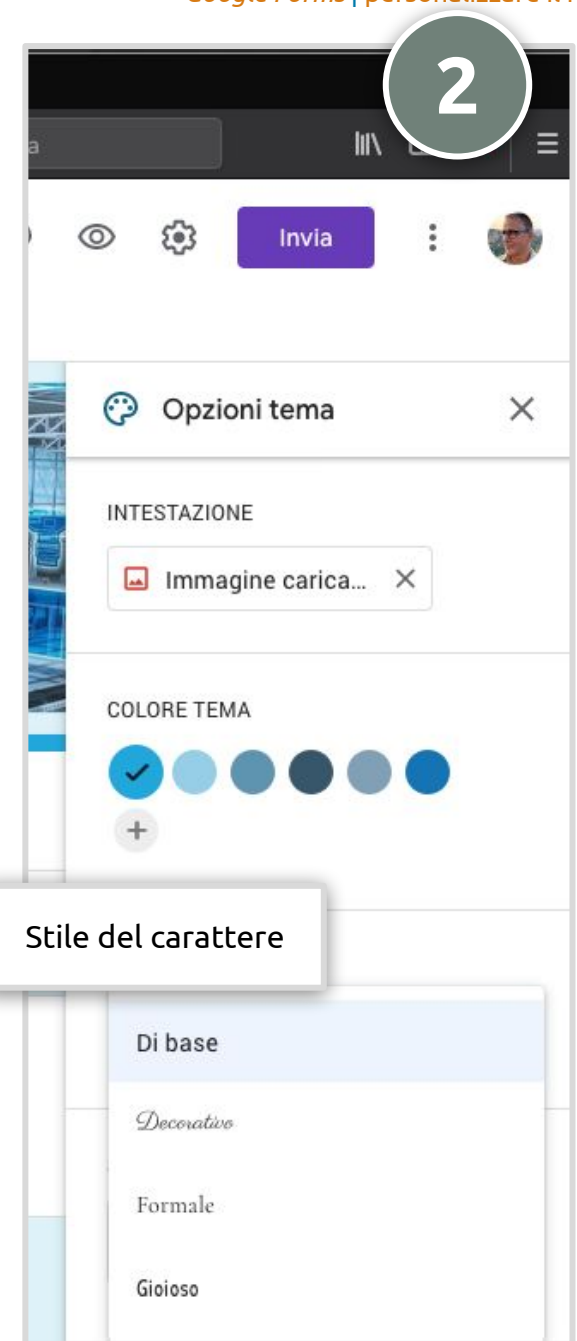 2
Invia
Opzioni tema
INTESTAZIONE
Immagine carica...
COLORE TEMA
Stile del carattere
Di base
Decorativo
Formale
Gioioso